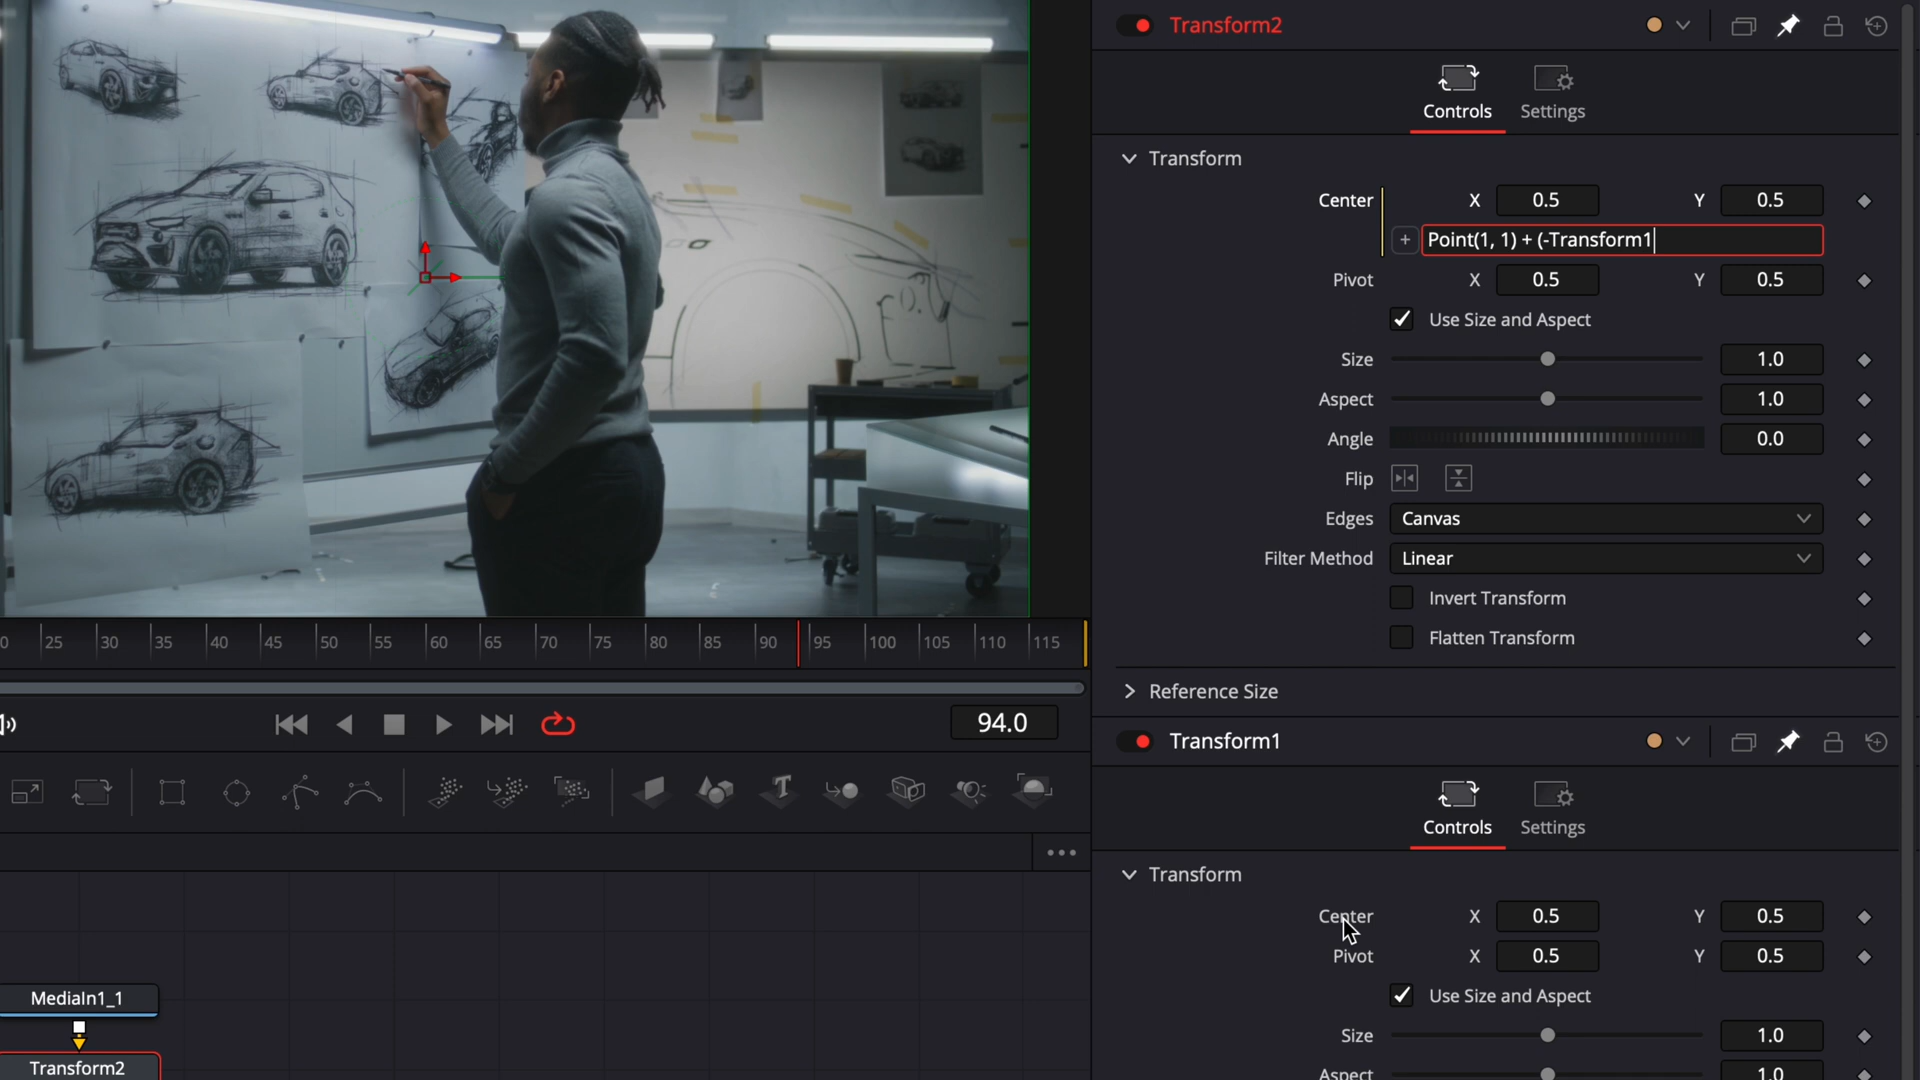 Transform2
Controls Settings
Transform
Center X 0.5 Y 0.5
+ Point(1, 1) + (-Transform1
Pivot X 0.5 Y 0.5
Use Size and Aspect
Size 1.0
Aspect 1.0
Angle 0.0
Flip
Edges Canvas
Filter Method Linear
Invert Transform
Flatten Transform
Reference Size
0 25 30 35 40 45 50 55 60 65 70 75 80 85 90 95 100 105 110 115
94.0
Transform1
Controls Settings
Transform
Center X 0.5 Y 0.5
Pivot X 0.5 Y 0.5
Use Size and Aspect
Size 1.0
Aspect 1.0
MediaIn1_1
Transform2